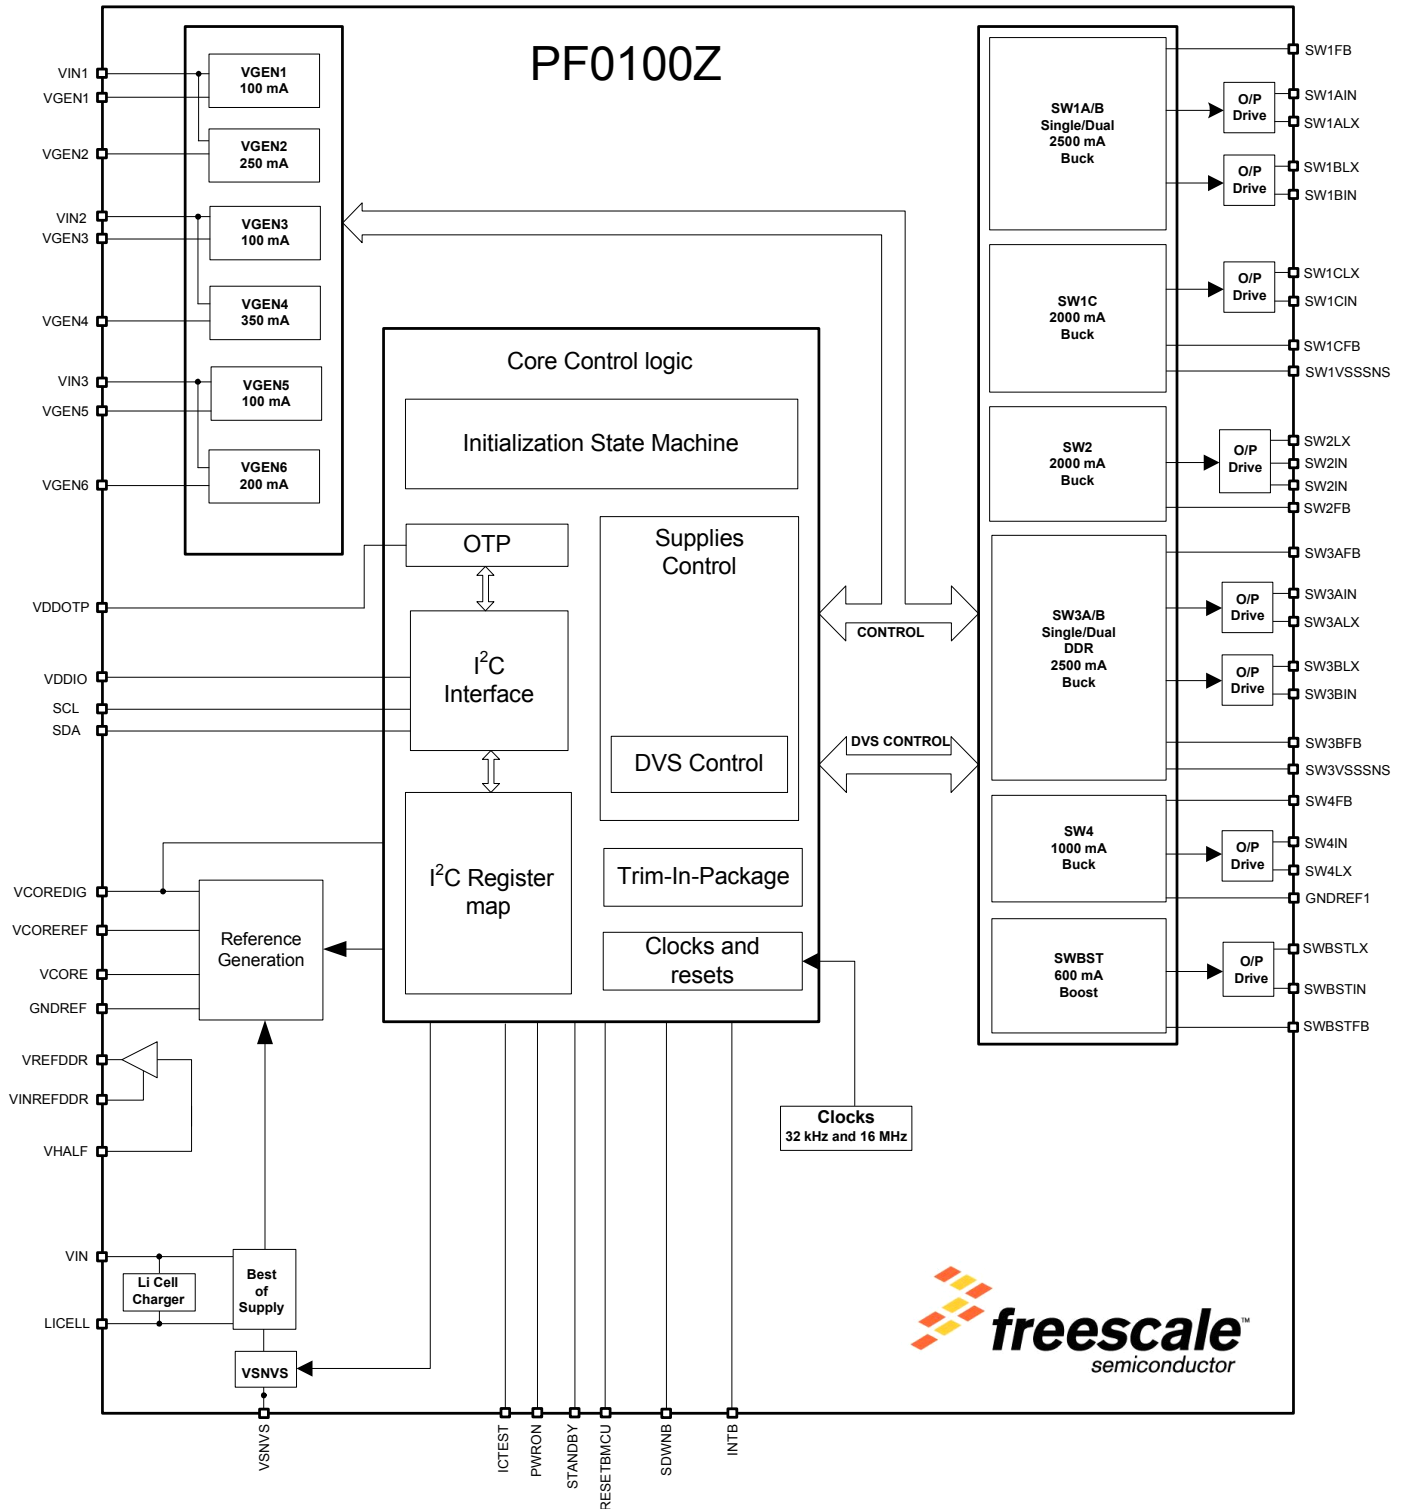 PF0100Z
VIN1
VGEN1
VGEN2
VIN2
VGEN3
VGEN4
VIN3
VGEN5
VGEN6
VDDOTP
VDDIO
SCL
SDA
VCOREDIG
VCOREREF
VCORE
GNDREF
VREFDDR
VINREFDDR
VHALF
VIN
LICELL
VGEN1
100 mA
VGEN2
250 mA
VGEN3
100 mA
VGEN4
350 mA
VGEN5
100 mA
VGEN6
200 mA
Core Control logic
Initialization State Machine
OTP
Supplies
Control
I2C
Interface
DVS Control
I2C Register
map
Trim-In-Package
Clocks and
resets
Reference
Generation
CONTROL
DVS CONTROL
Clocks
32 kHz and 16 MHz
Li Cell
Charger
Best
of
Supply
VSNVS
SW1A/B
Single/Dual
2500 mA
Buck
SW1C
2000 mA
Buck
SW2
2000 mA
Buck
SW3A/B
Single/Dual
DDR
2500 mA
Buck
SW4
1000 mA
Buck
SWBST
600 mA
Boost
O/P
Drive
O/P
Drive
O/P
Drive
O/P
Drive
O/P
Drive
O/P
Drive
O/P
Drive
O/P
Drive
SW1FB
SW1AIN
SW1ALX
SW1BLX
SW1BIN
SW1CLX
SW1CIN
SW1CFB
SW1VSSSNS
SW2LX
SW2IN
SW2IN
SW2FB
SW3AFB
SW3AIN
SW3ALX
SW3BLX
SW3BIN
SW3BFB
SW3VSSSNS
SW4FB
SW4IN
SW4LX
GNDREF1
SWBSTLX
SWBSTIN
SWBSTFB
freescale™
semiconductor
VSNVS
ICTEST
PWRON
STANDBY
RESETBMCU
SDWNB
INTB